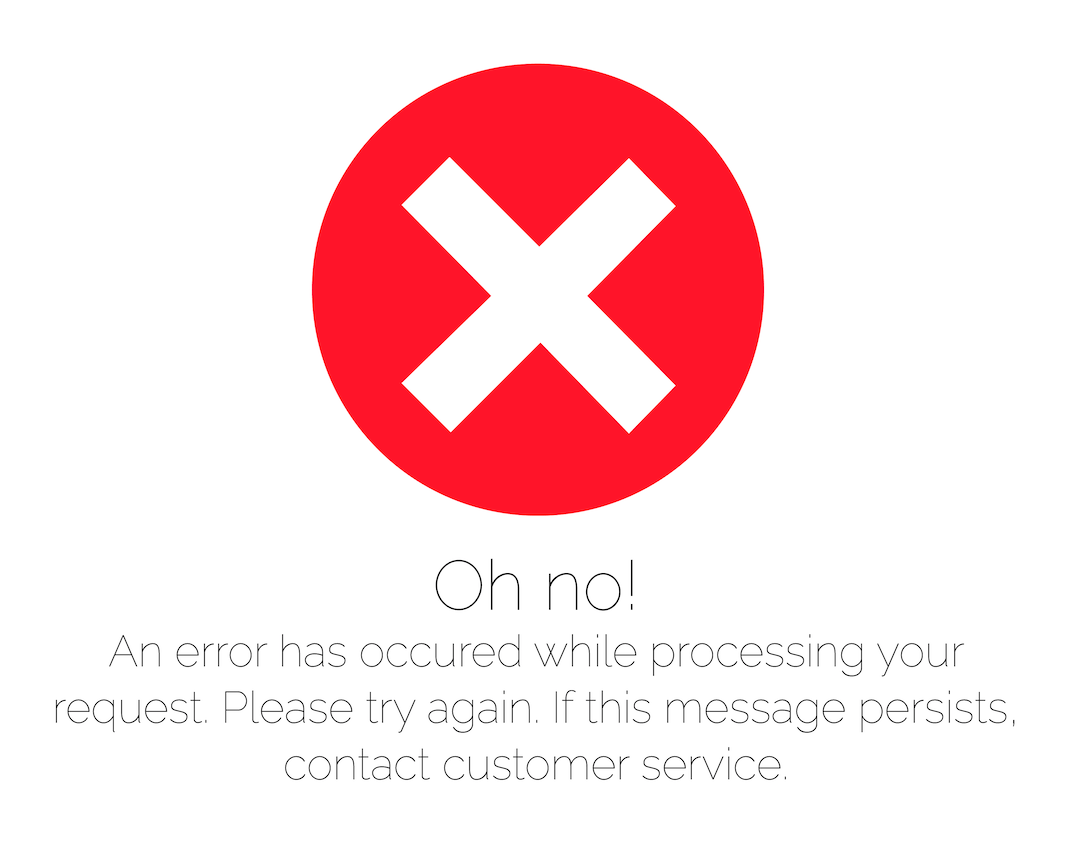 Oh no!
An error has occured while processing your
request. Please try again. If this message persists,
contact customer service.